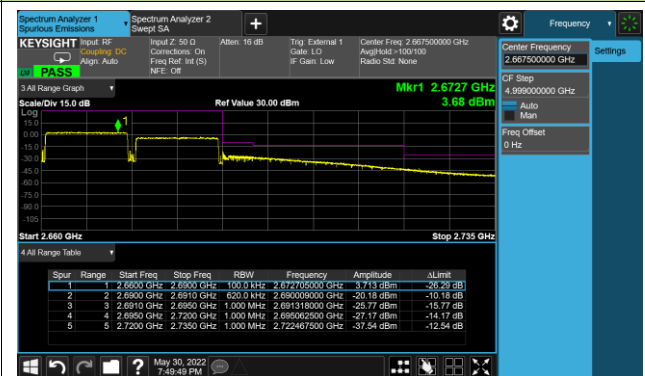 Spectrum Analyzer 1
Spurious Emissions
Spectrum Analyzer 2
Swept SA
Frequency
KEYSIGHT
Input: RF
Coupling: DC
Align: Auto
Input Z: 50 Ω
Corrections: On
Freq Ref: Int (S)
NFE: Off
Atten: 16 dB
Trig: External 1
Gate: LO
IF Gain: Low
Center Freq: 2.667500000 GHz
Avg|Hold:>100/100
Radio Std: None
PASS
Center Frequency
2.667500000 GHz
Settings
CF Step
4.999000000 GHz
Auto
Man
Freq Offset
0 Hz
3 All Range Graph
Mkr1 2.6727 GHz
Scale/Div 15.0 dB
Ref Value 30.00 dBm
3.68 dBm
Log
15.0
0.00
-15.0
-30.0
-45.0
-60.0
-75.0
-90.0
-105
1
Start 2.660 GHz
Stop 2.735 GHz
4 All Range Table
Spur Range Start Freq Stop Freq RBW Frequency Amplitude ΔLimit
1 1 2.6600 GHz 2.6900 GHz 100.0 kHz 2.672705000 GHz 3.713 dBm -26.29 dB
2 2 2.6900 GHz 2.6910 GHz 620.0 kHz 2.690009000 GHz -20.18 dBm -10.18 dB
3 3 2.6910 GHz 2.6950 GHz 1.000 MHz 2.691318000 GHz -25.77 dBm -15.77 dB
4 4 2.6950 GHz 2.7200 GHz 1.000 MHz 2.695062500 GHz -27.17 dBm -14.17 dB
5 5 2.7200 GHz 2.7350 GHz 1.000 MHz 2.722467500 GHz -37.54 dBm -12.54 dB
May 30, 2022
7:49:49 PM